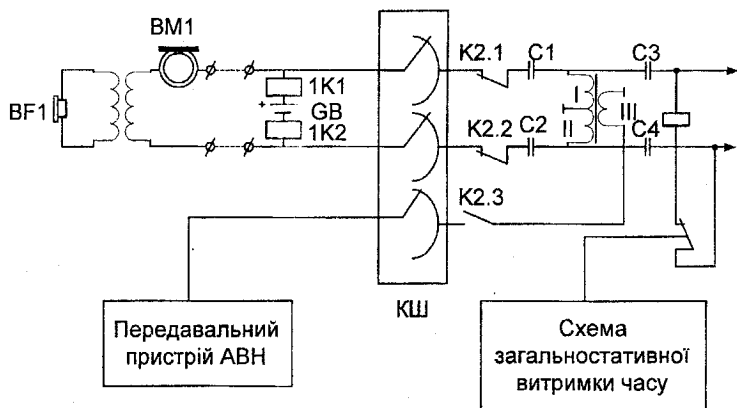 BM1
BF1
1K1
+
GB
1K2
K2.1
C1
C3
I
II
III
K2.2
C2
C4
K2.3
КШ
Передавальний
пристрій АВН
Схема
загальностативної
витримки часу